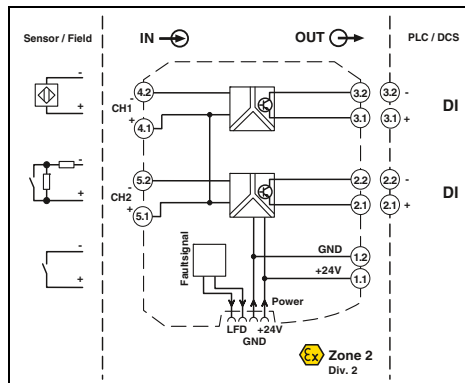 Sensor / Field
IN
OUT
PLC / DCS
-
+
4.2
-
CH1
+
4.1
3.2
3.1
3.2 -
3.1 +
DI
-
+
5.2
-
CH2
+
5.1
2.2
2.1
2.2 -
2.1 +
DI
-
+
Faultsignal
GND
1.2
+24V
1.1
Power
LFD +24V
GND
Ex Zone 2
Div. 2